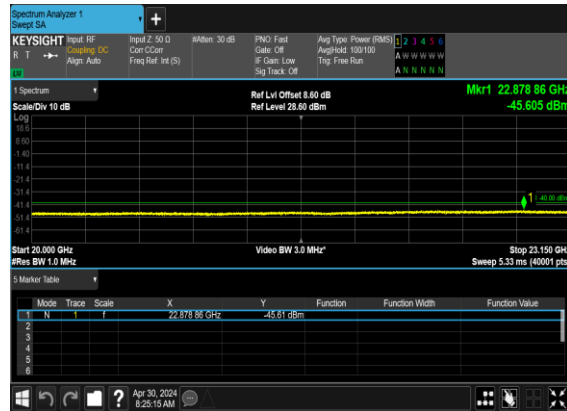 Spectrum Analyzer 1
Swept SA
+
KEYSIGHT Input: RF Input Z: 50 Ω #Atten: 30 dB PNO: Fast Avg Type: Power (RMS) 1 2 3 4 5 6
R T Coupling: DC Corr CCorr Gate: Off Avg|Hold: 100/100 A W W W W W
Align: Auto Freq Ref: Int (S) IF Gain: Low Trig: Free Run
Sig Track: Off A N N N N N
1 Spectrum Ref Lvl Offset 8.60 dB Mkr1 22.878 86 GHz
Scale/Div 10 dB Ref Level 28.60 dBm -45.605 dBm
Log
18.6
8.60
-1.40
-11.4
-21.4
-31.4
-41.4 1 -40.00 dBm
-51.4
-61.4
Start 20.000 GHz Video BW 3.0 MHz* Stop 23.150 GHz
#Res BW 1.0 MHz Sweep 5.33 ms (40001 pts)
5 Marker Table
Mode Trace Scale X Y Function Function Width Function Value
1 N 1 f 22.878 86 GHz -45.61 dBm
2
3
4
5
6
? Apr 30, 2024
8:25:15 AM